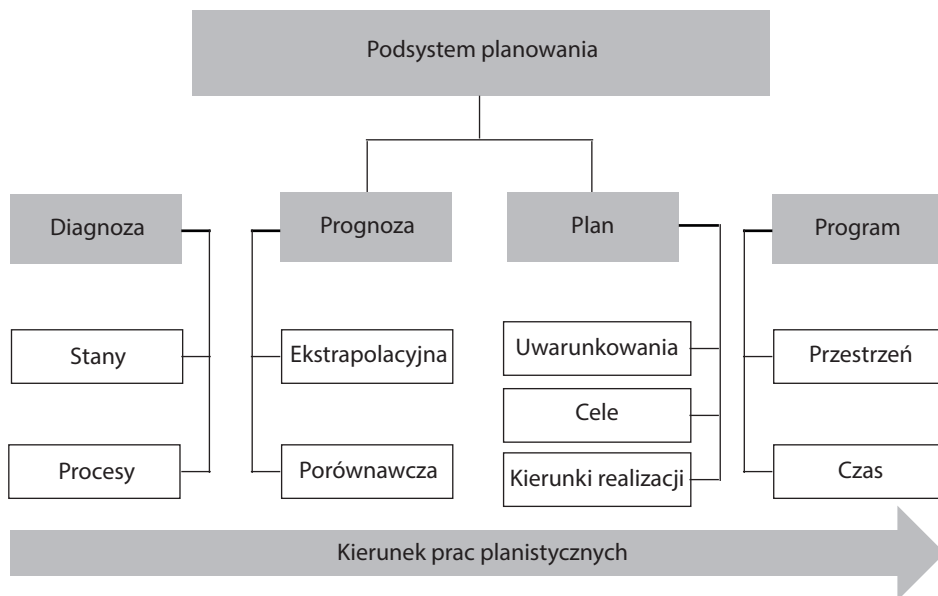 Podsystem planowania
Diagnoza
Prognoza
Plan
Program
Stany
Ekstrapolacyjna
Uwarunkowania
Przestrzeń
Cele
Procesy
Porównawcza
Kierunki realizacji
Czas
Kierunek prac planistycznych